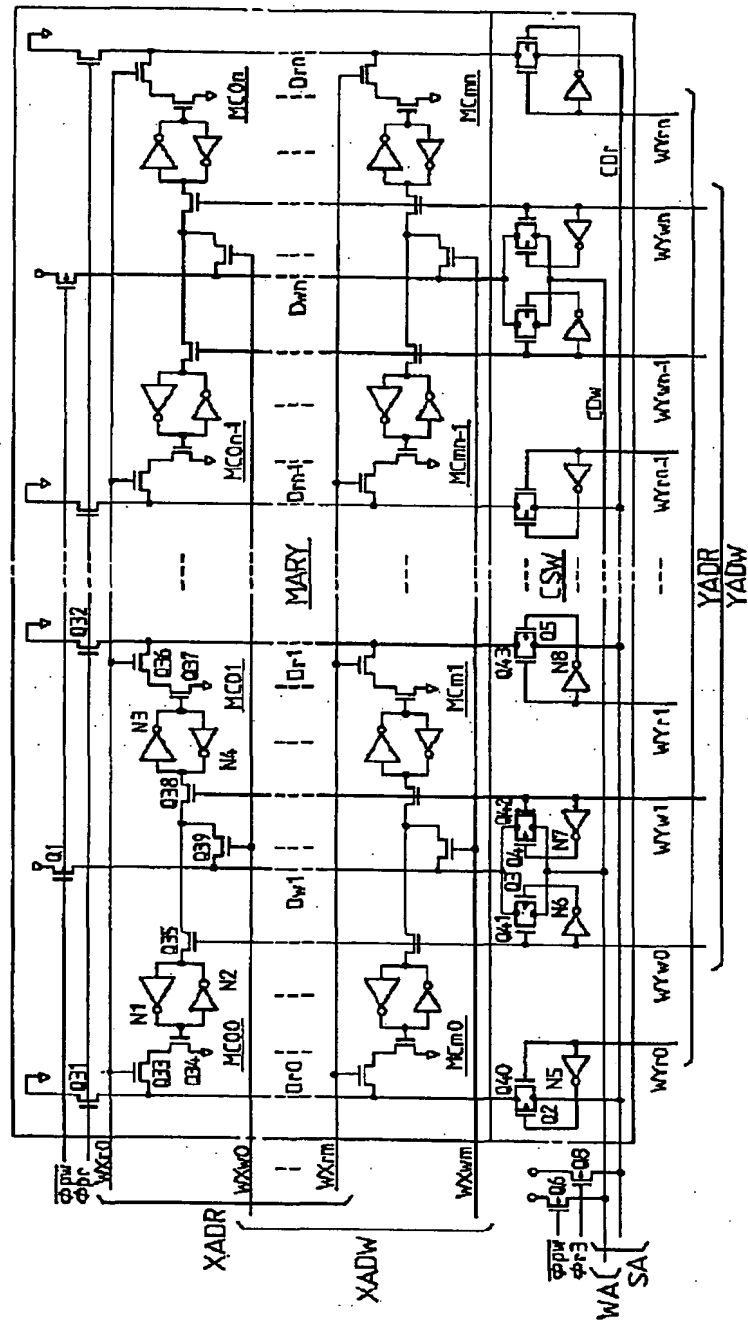 Φpw
Φpr
WXr0
WXw0
WXrm
WXwm
XADR
XADW
Φpw
Φr3
WA
SA
Q6
Q8
Q31
Q1
Q32
Q33
Q34
N1
N2
MC00
Q35
Q39
Q38
N3
N4
Q36
Q37
MC01
MC0n-1
MC0n
Dr0
Dw1
Dr1
MARY
Drn-1
Dwn
Drn
MCm0
MCm1
MCmn-1
MCmn
Q40
Q2
N5
Q41
Q3
Q4
Q42
N6
N7
Q43
Q5
N8
CSW
CDw
CDr
WYr0
WYw0
WYw1
WYr1
WYrn-1
WYwn-1
WYwn
WYrn
YADR
YADW